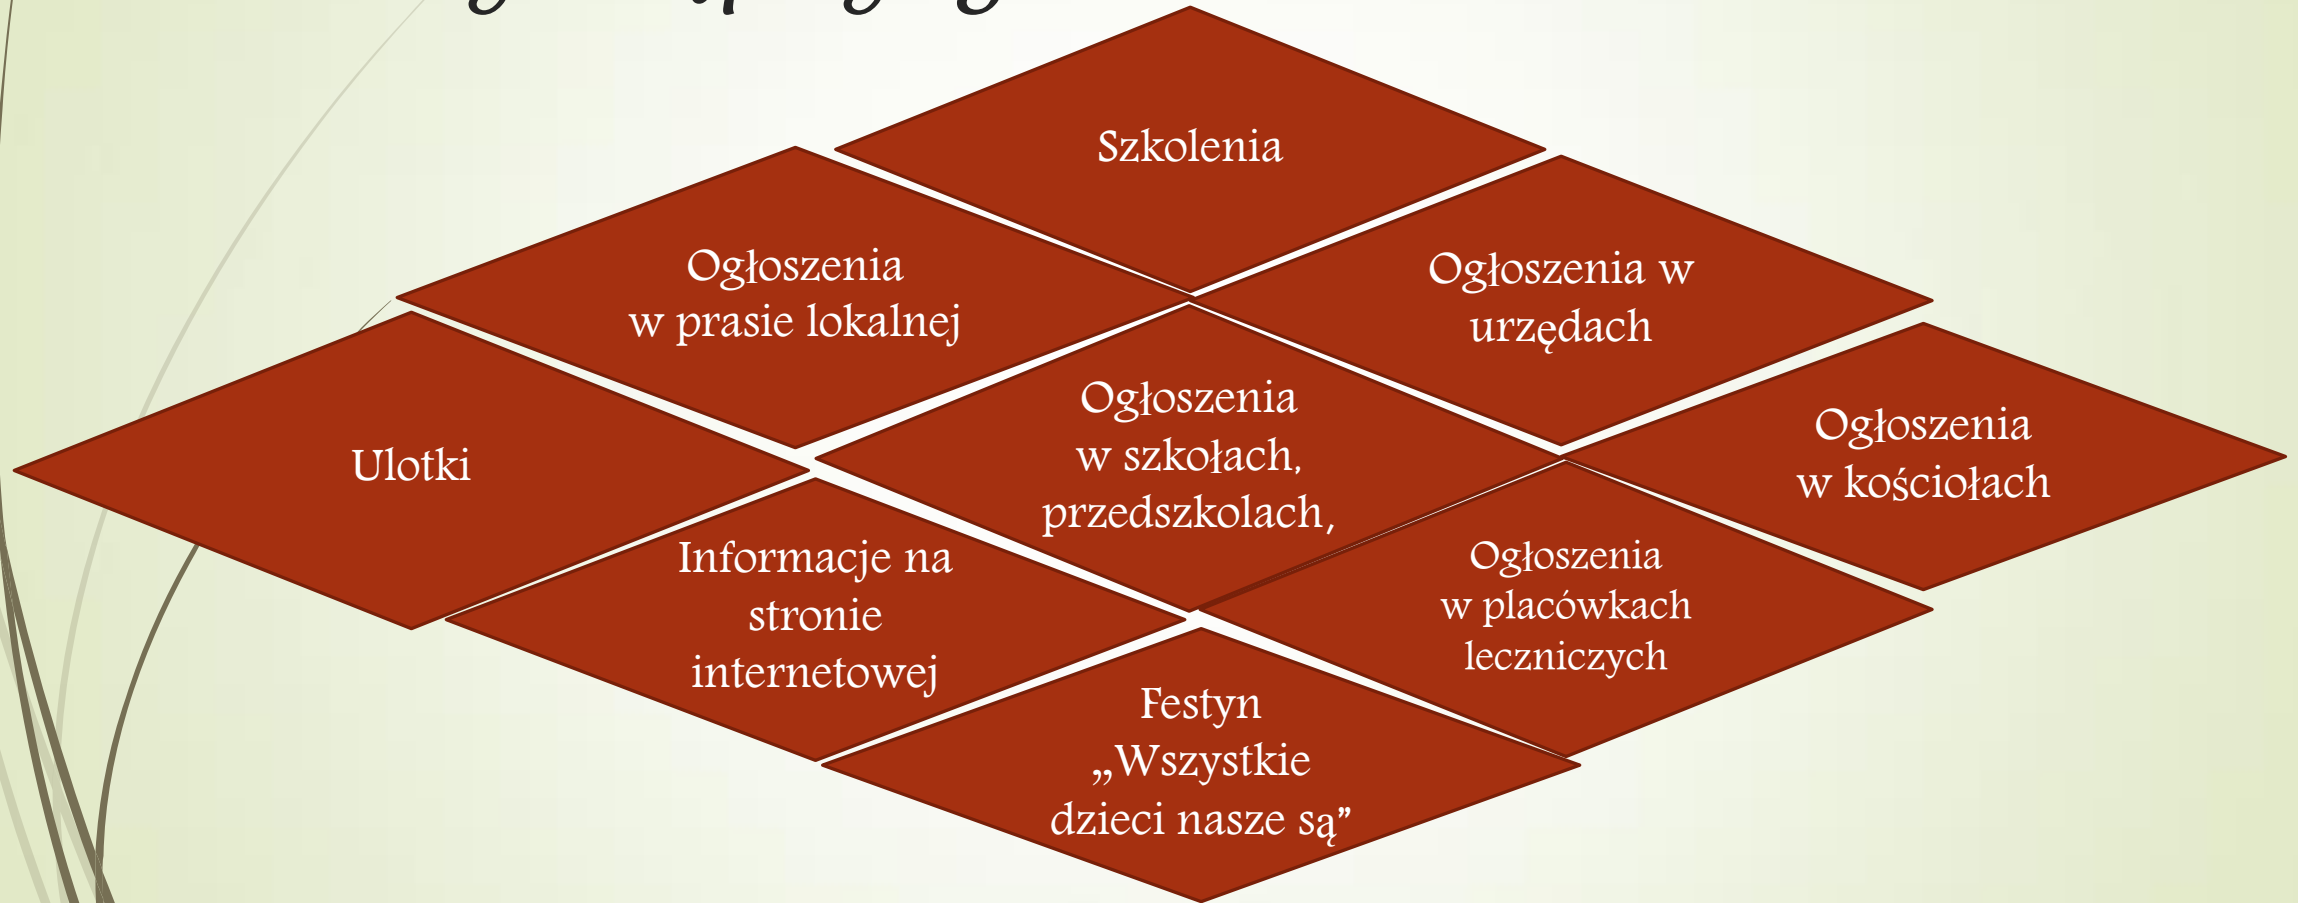 Szkolenia
Ogłoszenia
w prasie lokalnej
Ogłoszenia w
urzędach
Ulotki
Ogłoszenia
w szkołach,
przedszkolach,
Ogłoszenia
w kościołach
Informacje na
stronie
internetowej
Ogłoszenia
w placówkach
leczniczych
Festyn
„Wszystkie
dzieci nasze są”